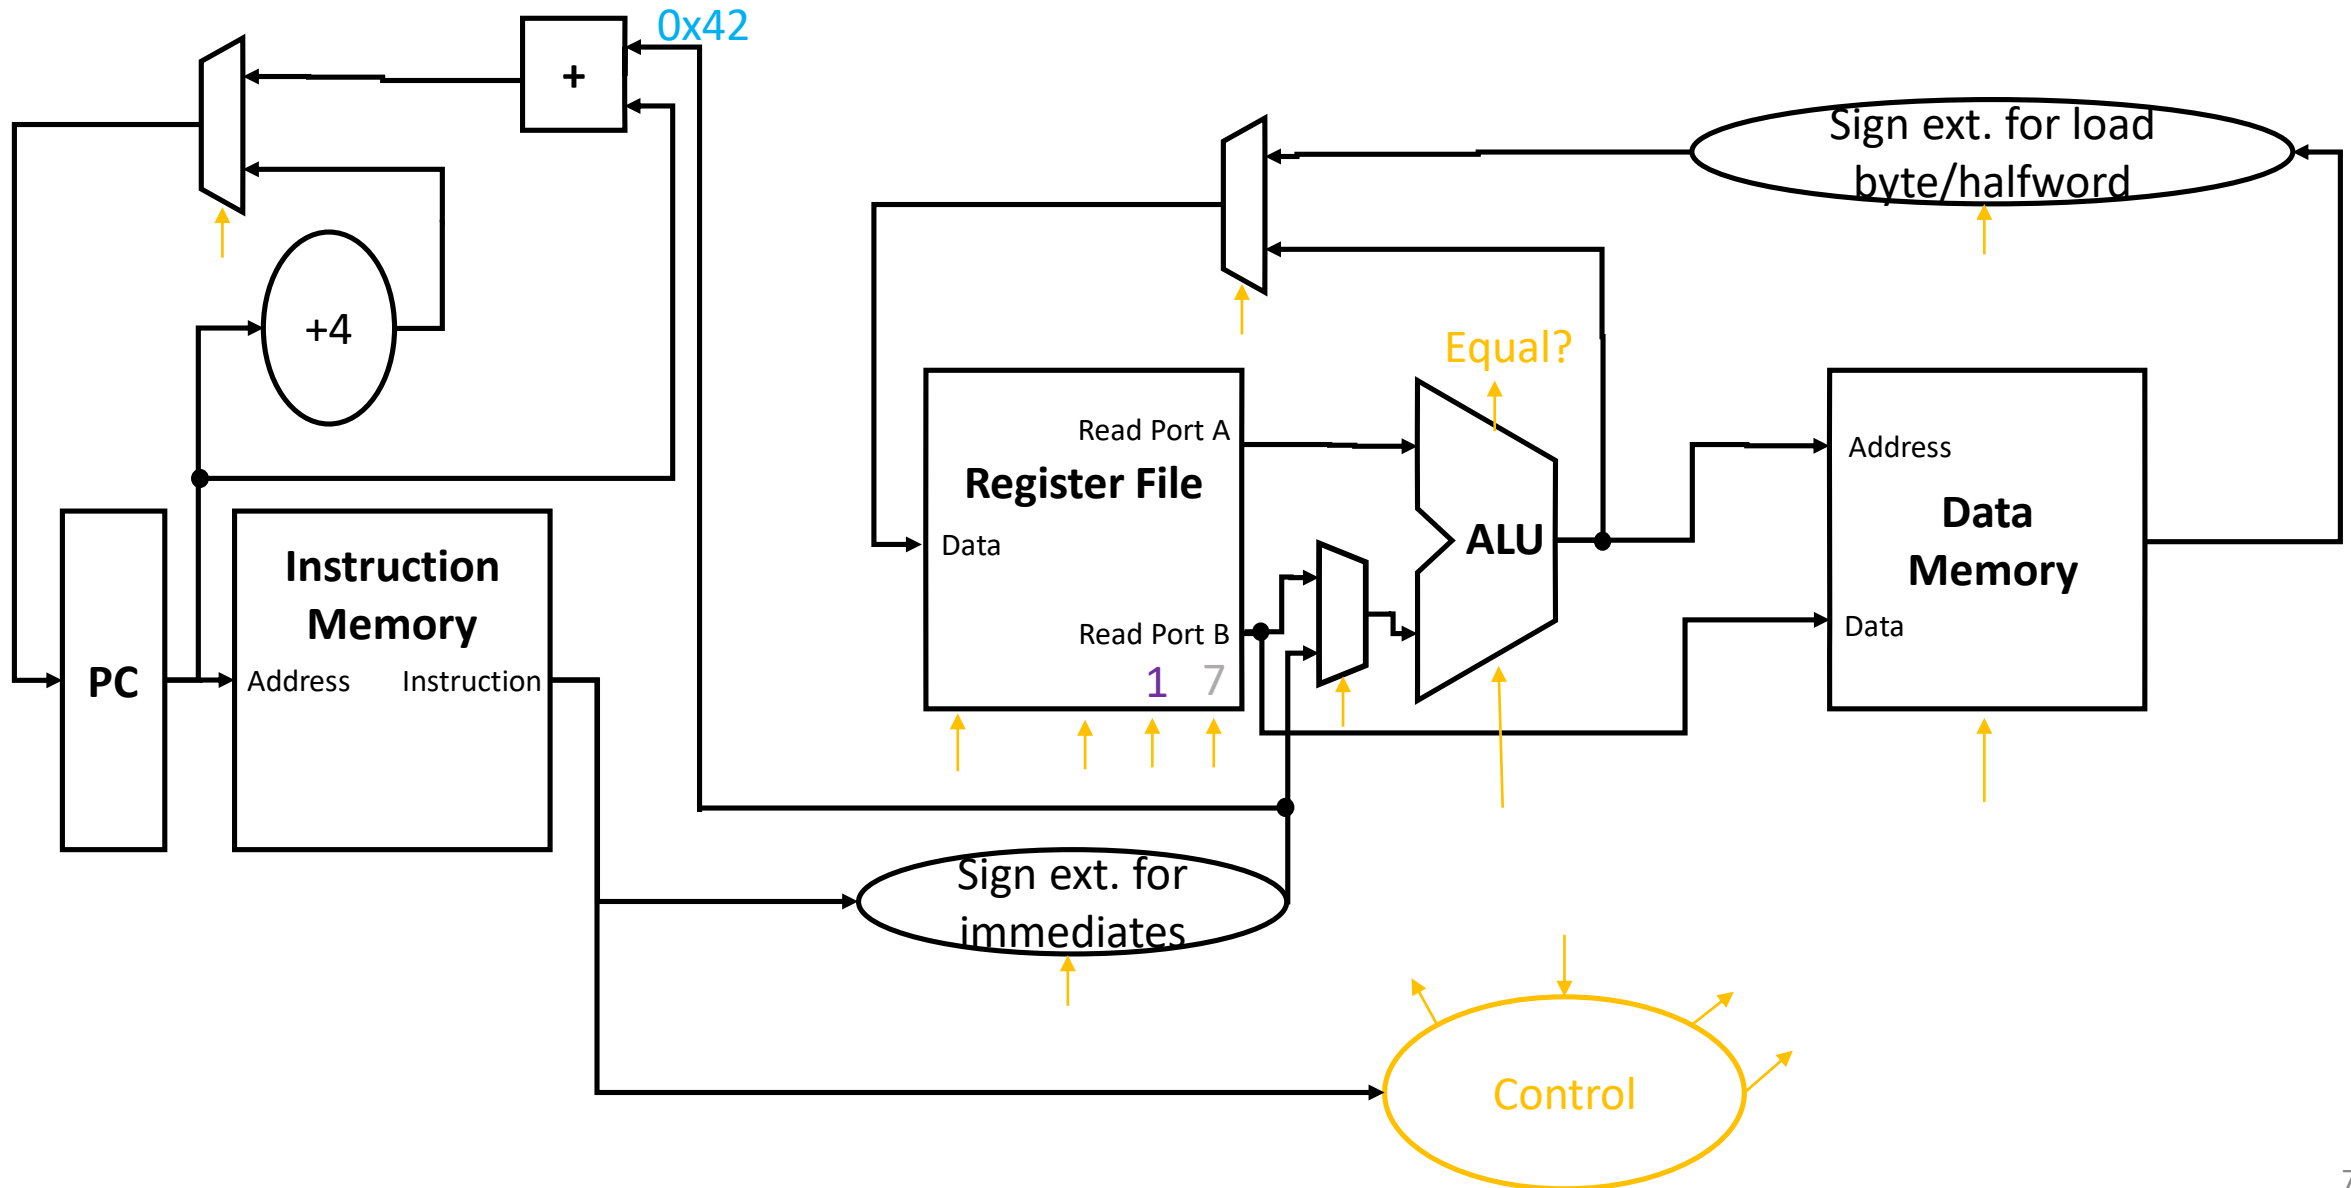 0x42
+
Sign ext. for load
byte/halfword
+4
Equal?
Read Port A
Register File
Data
Read Port B
1 7
ALU
Address
Data
Memory
Data
Instruction
Memory
PC
Address Instruction
Sign ext. for
immediates
Control